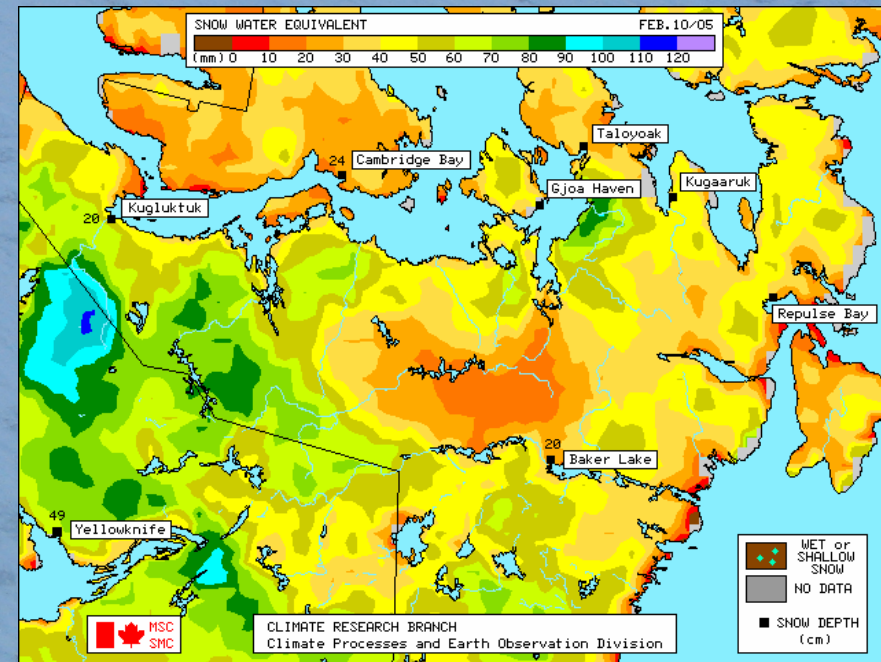 SNOW WATER EQUIVALENT FEB.10/05
(mm) 0 10 20 30 40 50 60 70 80 90 100 110 120
Taloyoak
24 Cambridge Bay
Kugaaruk
Gjoa Haven
20 Kugluktuk
Repulse Bay
20
Baker Lake
49
Yellowknife
WET or
SHALLOW
SNOW
NO DATA
SNOW DEPTH
(cm)
MSC
SMC
CLIMATE RESEARCH BRANCH
Climate Processes and Earth Observation Division